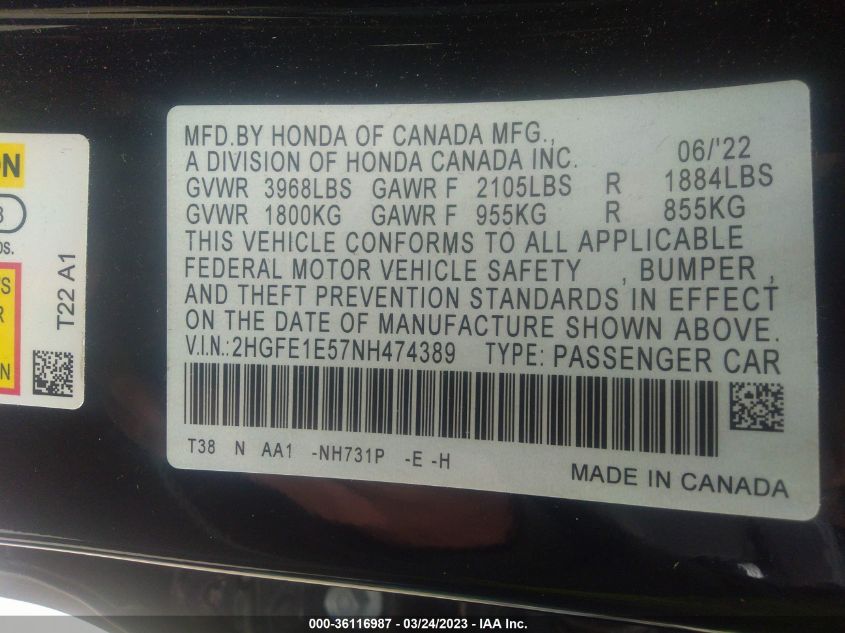 MFD.BY HONDA OF CANADA MFG.,
A DIVISION OF HONDA CANADA INC. 06/'22
GVWR 3968LBS GAWR F 2105LBS R 1884LBS
GVWR 1800KG GAWR F 955KG R 855KG
THIS VEHICLE CONFORMS TO ALL APPLICABLE
FEDERAL MOTOR VEHICLE SAFETY , BUMPER ,
AND THEFT PREVENTION STANDARDS IN EFFECT
ON THE DATE OF MANUFACTURE SHOWN ABOVE.
V.I.N.:2HGFE1E57NH474389 TYPE: PASSENGER CAR
T38 N AA1 -NH731P -E -H
MADE IN CANADA
T22 A1
000-36116987 - 03/24/2023 - IAA Inc.